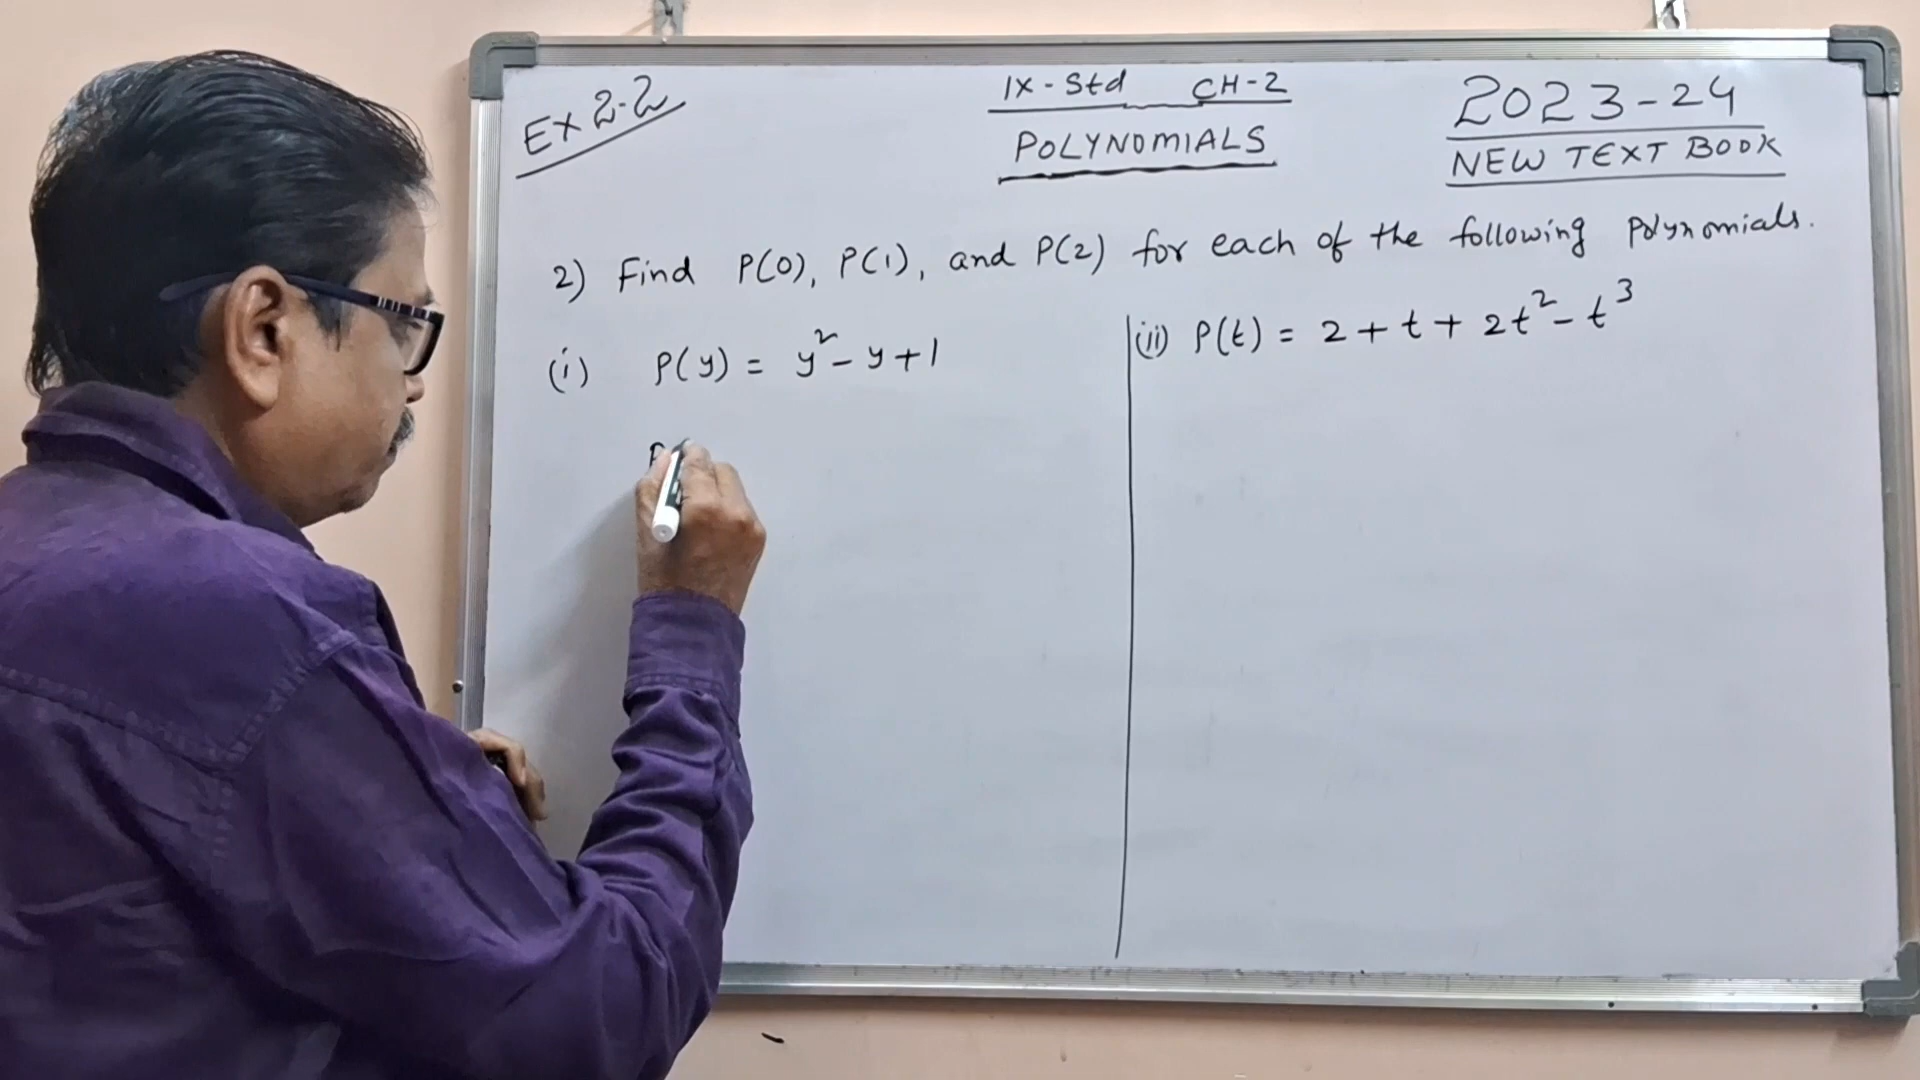 EX 2.2
IX - Std CH-2
POLYNOMIALS
2023-24
NEW TEXT BOOK
2) Find P(0), P(1), and P(2) for each of the following Polynomials.
(i) P(y) = y² - y + 1
(ii) P(t) = 2 + t + 2t² - t³
P